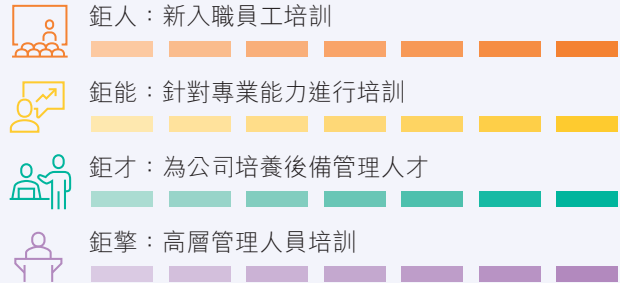 鉅人：新入職員工培訓
鉅能：針對專業能力進行培訓
鉅才：為公司培養後備管理人才
鉅擎：高層管理人員培訓